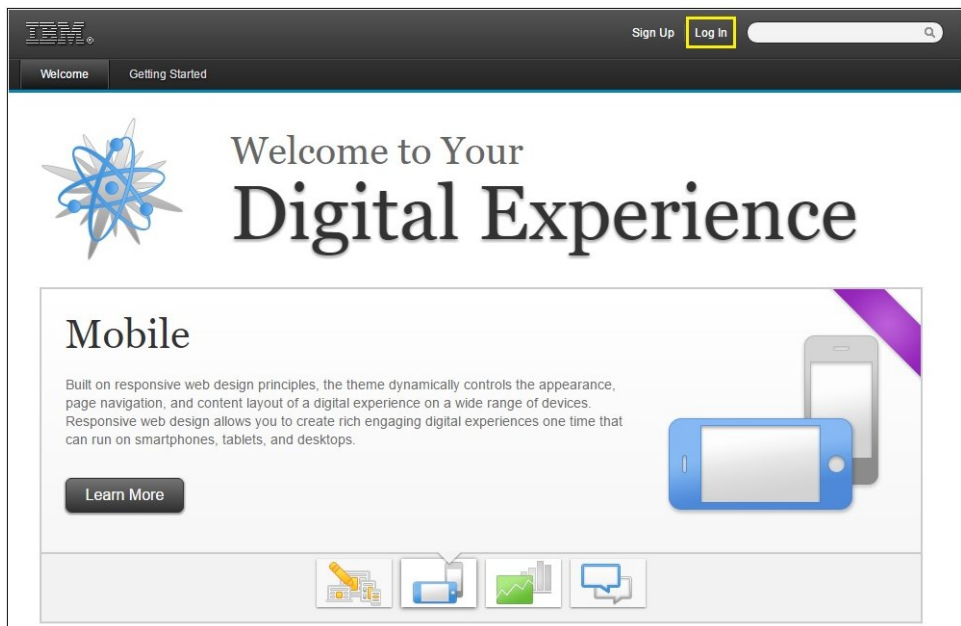 IBM®
Sign Up Log In
Welcome Getting Started
Welcome to Your
Digital Experience
Mobile
Built on responsive web design principles, the theme dynamically controls the appearance,
page navigation, and content layout of a digital experience on a wide range of devices.
Responsive web design allows you to create rich engaging digital experiences one time that
can run on smartphones, tablets, and desktops.
Learn More